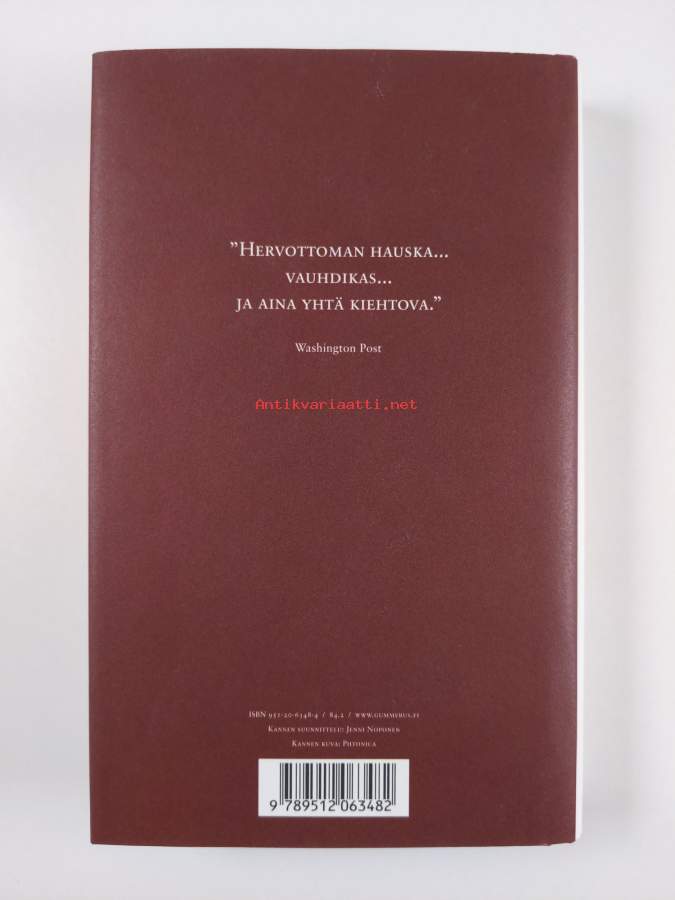 ”Hervottoman hauska...
vauhdikas...
ja aina yhtä kiehtova.”
Washington Post
Antikvariaatti.net
ISBN 951-20-6348-4 / 84.2 / www.gummerus.fi
Kannen suunnittelu: Jenni Noponen
Kannen kuva: Photonica
9 789512 063482